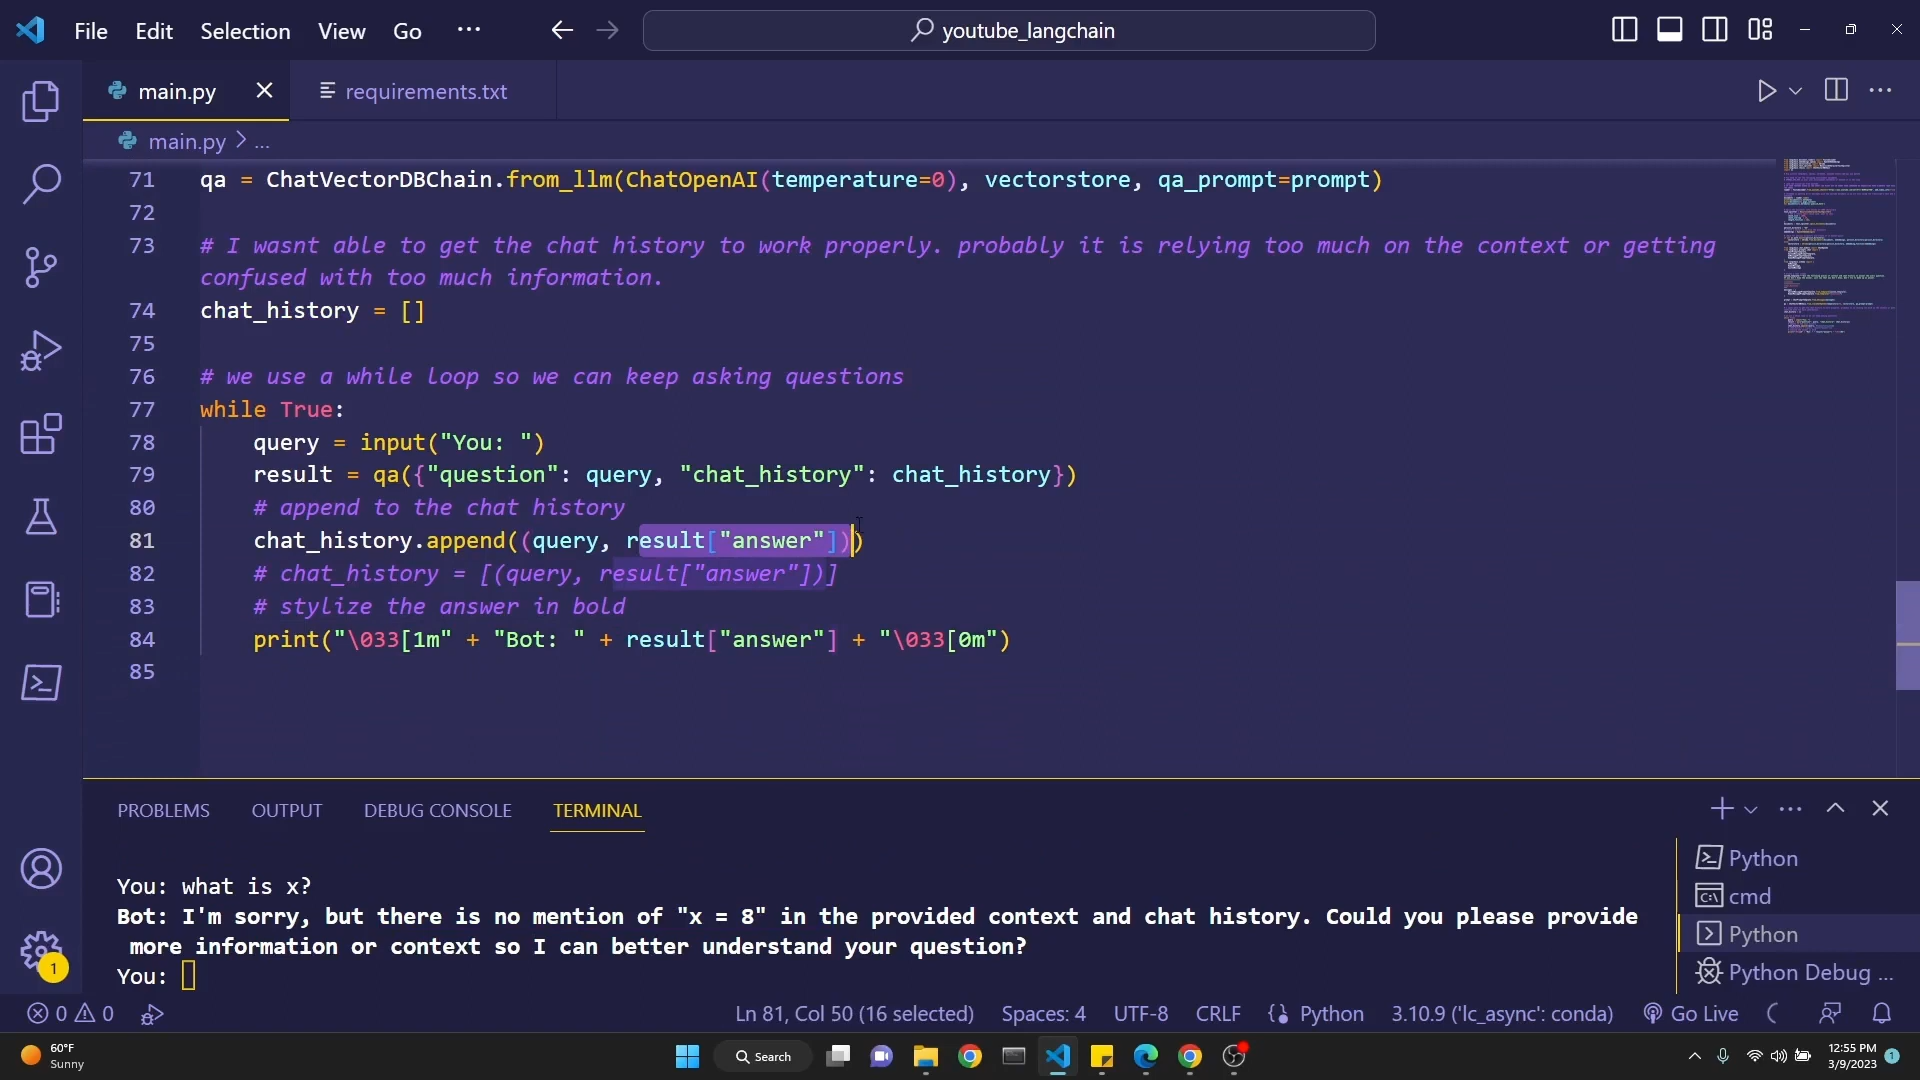 File Edit Selection View Go ··· youtube_langchain
main.py requirements.txt
main.py > ...
71 qa = ChatVectorDBChain.from_llm(ChatOpenAI(temperature=0), vectorstore, qa_prompt=prompt)
72
73 # I wasnt able to get the chat history to work properly. probably it is relying too much on the context or getting
confused with too much information.
74 chat_history = []
75
76 # we use a while loop so we can keep asking questions
77 while True:
78 query = input("You: ")
79 result = qa({"question": query, "chat_history": chat_history})
80 # append to the chat history
81 chat_history.append((query, result["answer"]))
82 # chat_history = [(query, result["answer"])]
83 # stylize the answer in bold
84 print("\033[1m" + "Bot: " + result["answer"] + "\033[0m")
85
PROBLEMS OUTPUT DEBUG CONSOLE TERMINAL
You: what is x?
Bot: I'm sorry, but there is no mention of "x = 8" in the provided context and chat history. Could you please provide
more information or context so I can better understand your question?
You:
Python
cmd
Python
Python Debug ...
1
0 0 Ln 81, Col 50 (16 selected) Spaces: 4 UTF-8 CRLF Python 3.10.9 ('lc_async': conda) Go Live
60°F
Sunny
Search
12:55 PM
3/9/2023
1